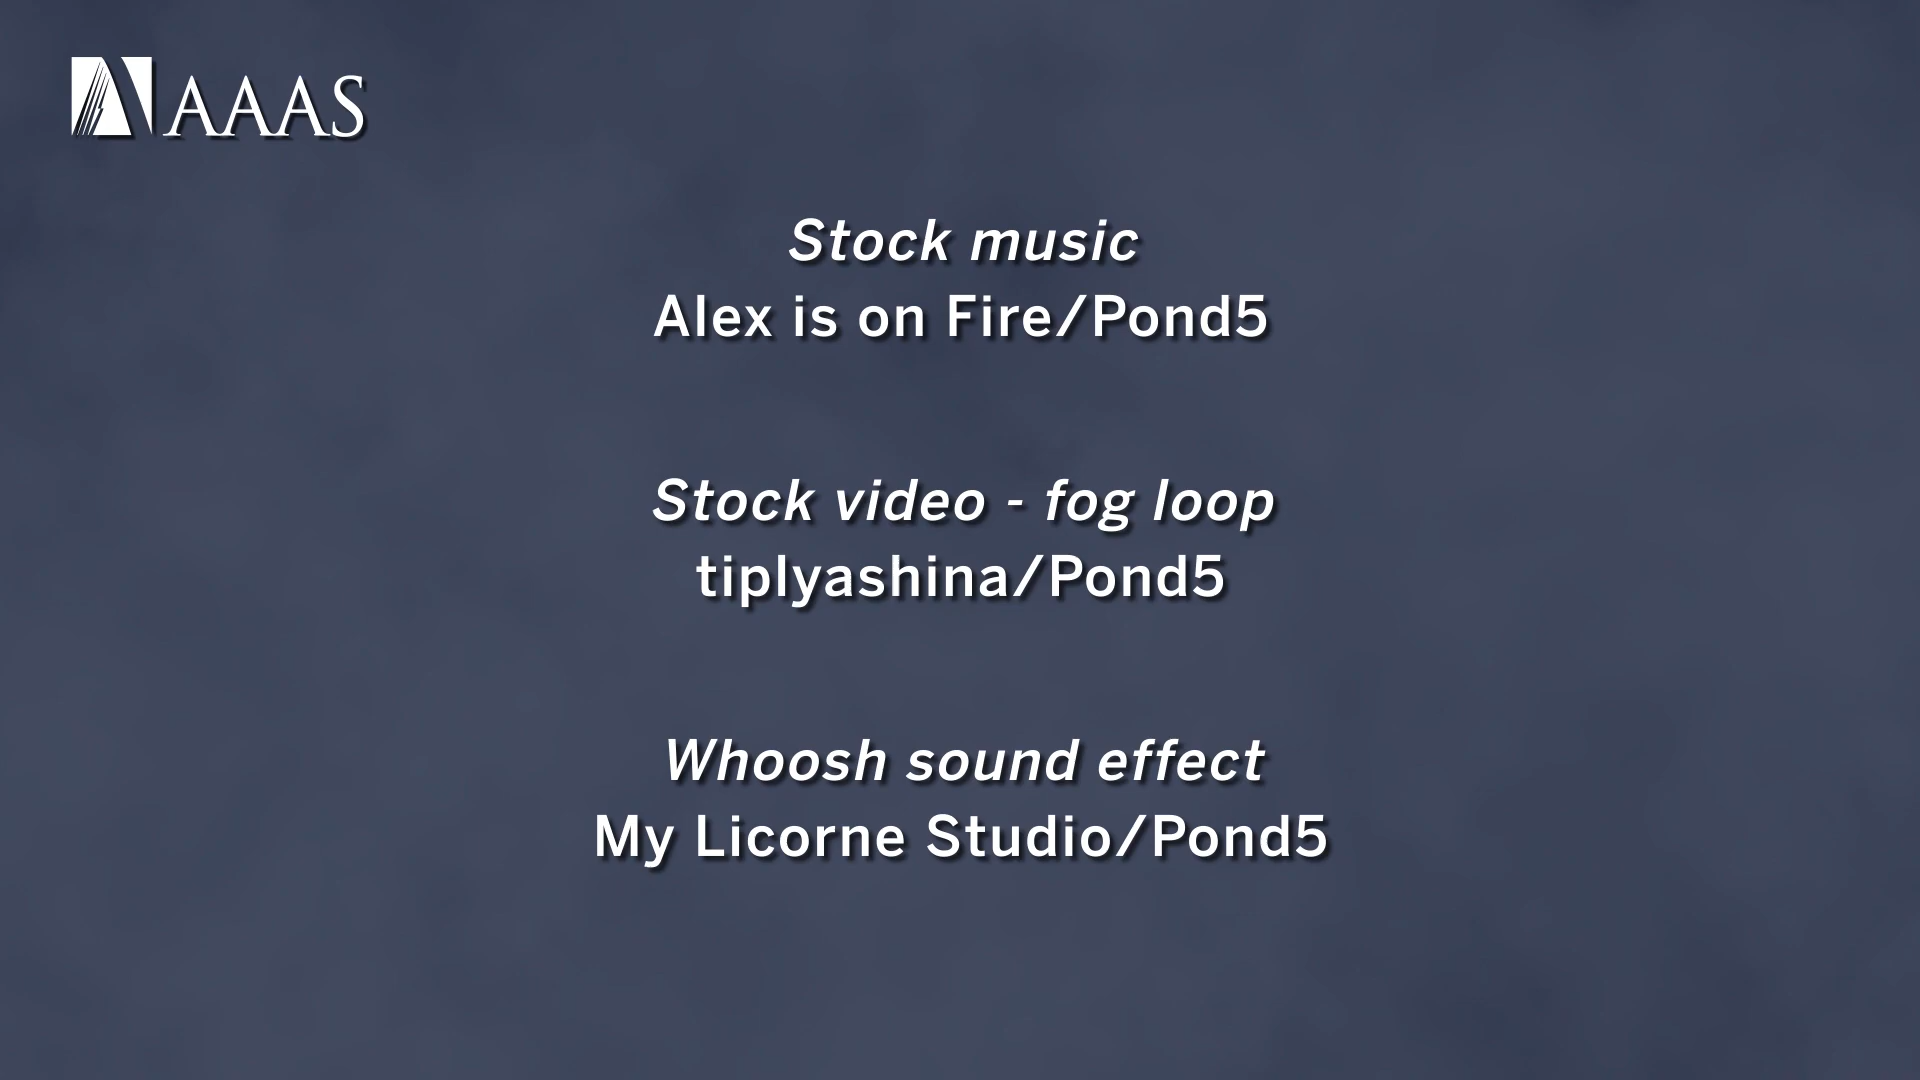 AAAS
Stock music
Alex is on Fire/Pond5
Stock video - fog loop
tiplyashina/Pond5
Whoosh sound effect
My Licorne Studio/Pond5